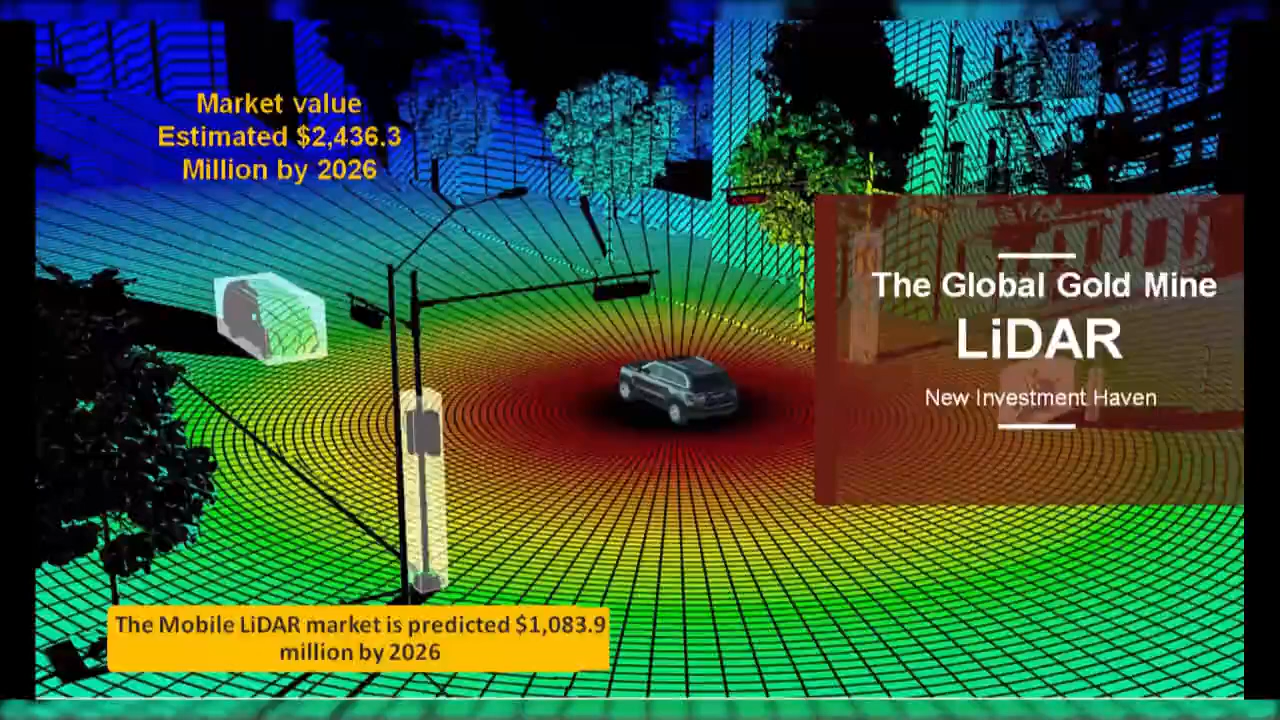 Market value
Estimated $2,436.3
Million by 2026
The Global Gold Mine
LiDAR
New Investment Haven
The Mobile LiDAR market is predicted $1,083.9
million by 2026